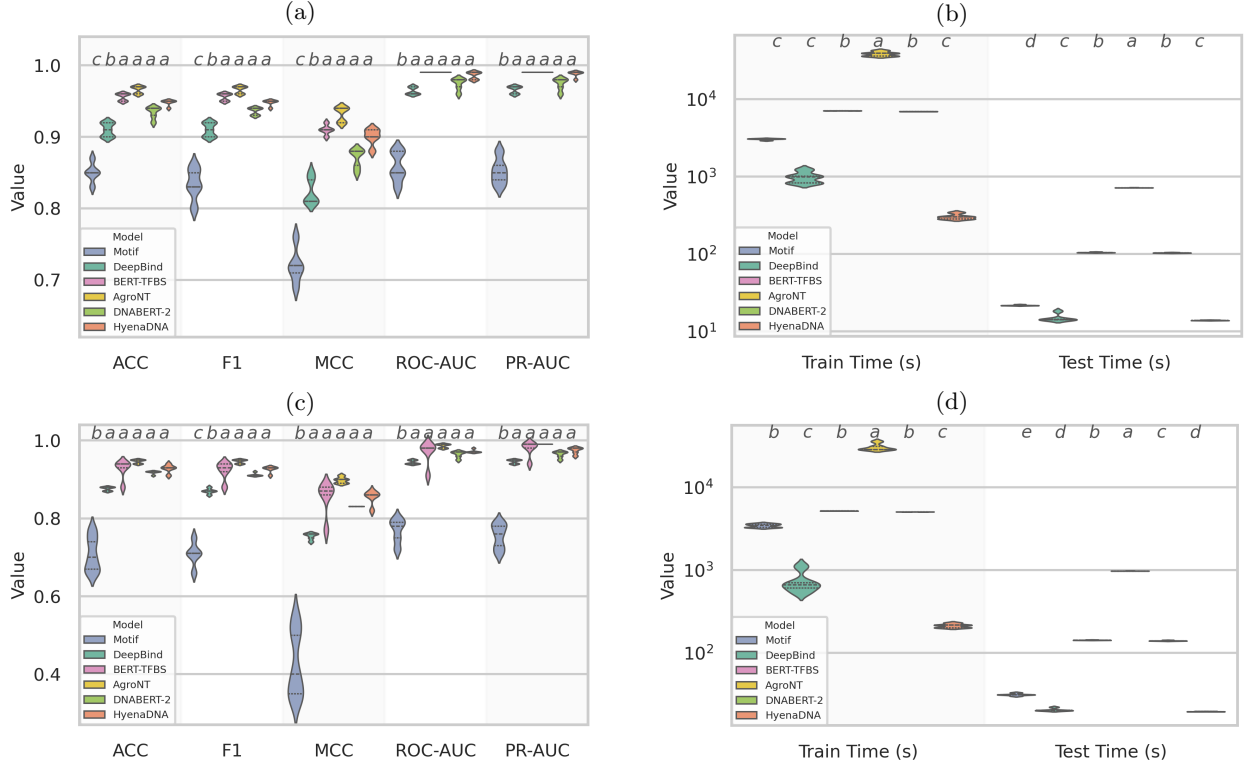 (a)
c b a a a a a
c b a a a a a
c b a a a a a
b a a a a a a
b a a a a a a
1.0
0.9
0.8
0.7
Value
Model
Motif
DeepBind
BERT-TFBS
AgroNT
DNABERT-2
HyenaDNA
ACC
F1
MCC
ROC-AUC
PR-AUC
(b)
c c b a b c
d c b a b c
10^4
10^3
10^2
10^1
Value
Model
Motif
DeepBind
BERT-TFBS
AgroNT
DNABERT-2
HyenaDNA
Train Time (s)
Test Time (s)
(c)
b a a a a a
c b a a a a a
b a a a a a
b a a a a a a
b a a a a a a
1.0
0.8
0.6
0.4
Value
Model
Motif
DeepBind
BERT-TFBS
AgroNT
DNABERT-2
HyenaDNA
ACC
F1
MCC
ROC-AUC
PR-AUC
(d)
b c b a b c
e d b a c d
10^4
10^3
10^2
Value
Model
Motif
DeepBind
BERT-TFBS
AgroNT
DNABERT-2
HyenaDNA
Train Time (s)
Test Time (s)